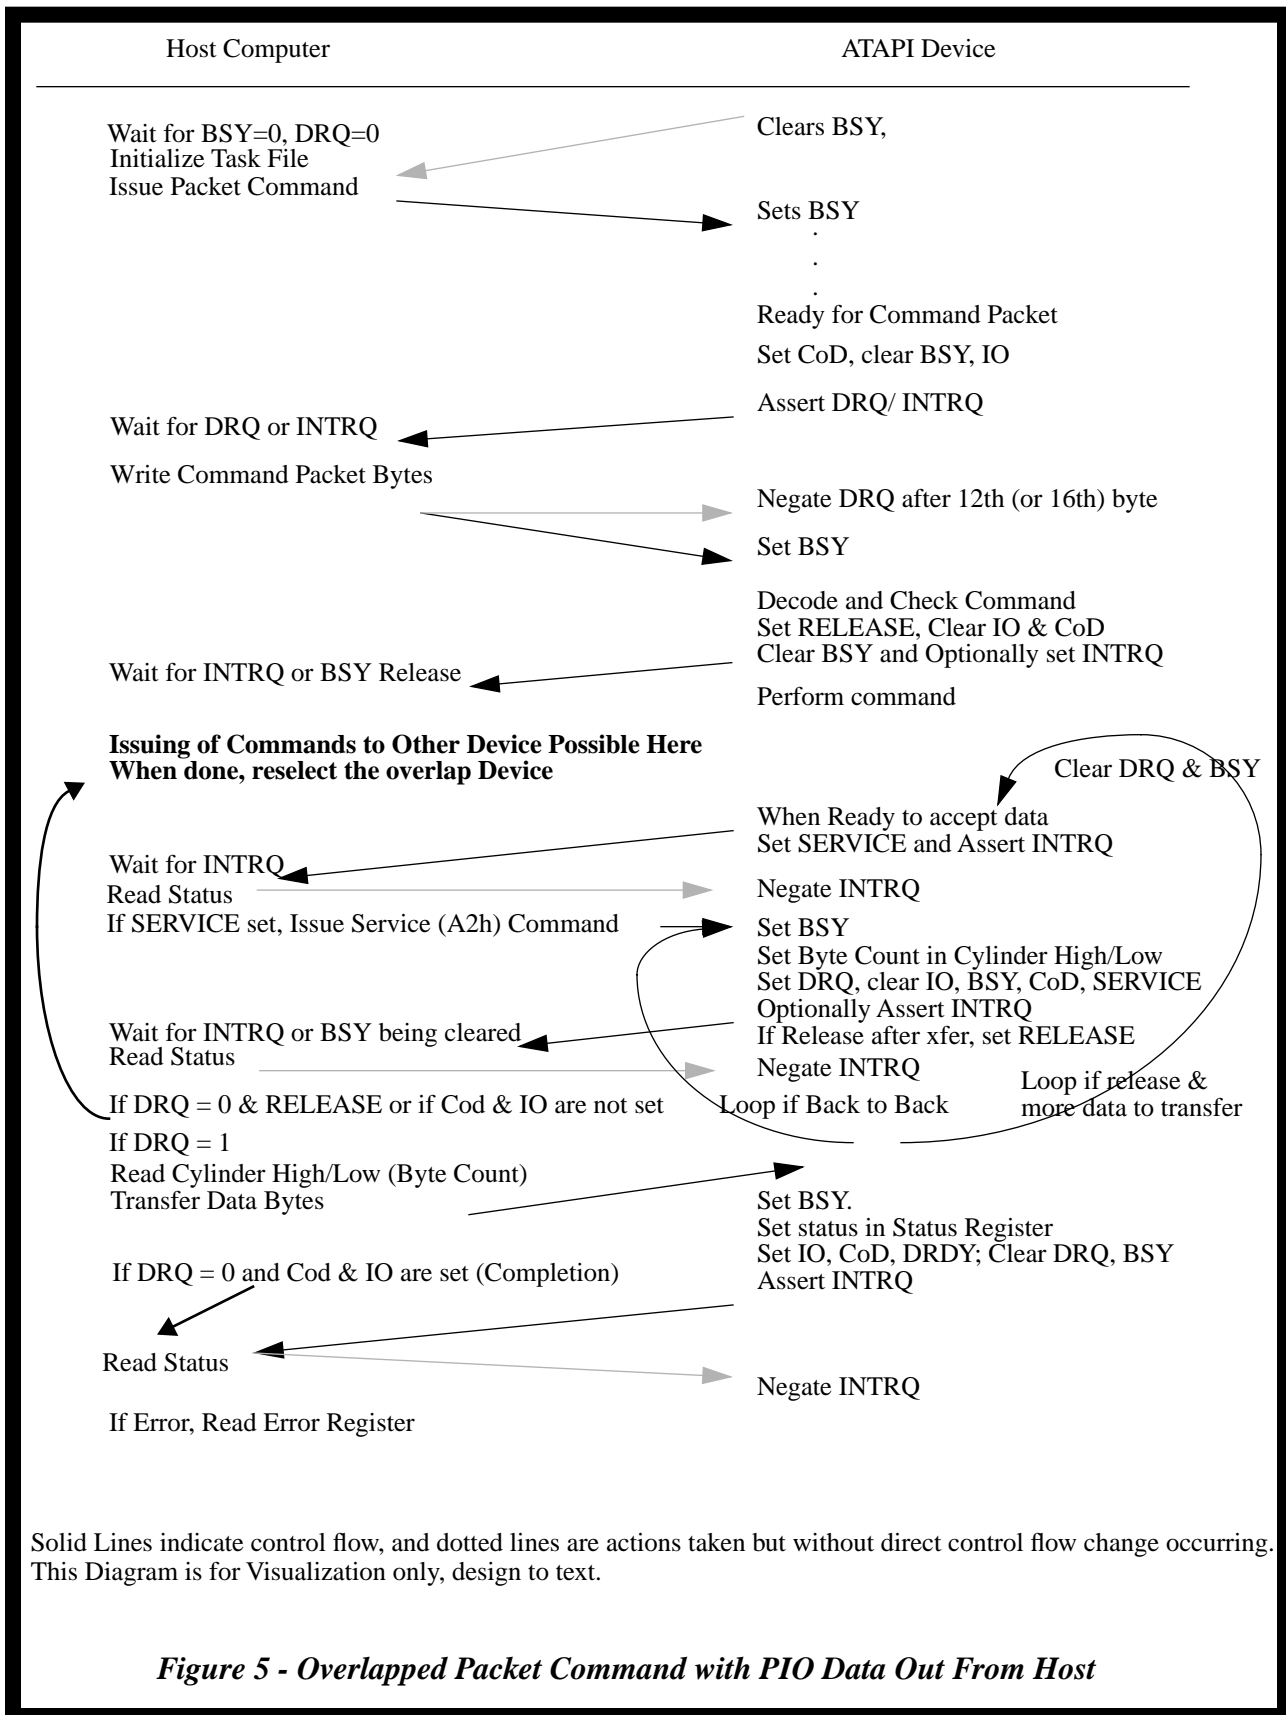 Host Computer
ATAPI Device
Wait for BSY=0, DRQ=0
Initialize Task File
Issue Packet Command
Clears BSY,
Sets BSY
.
.
.
Ready for Command Packet
Set CoD, clear BSY, IO
Assert DRQ/ INTRQ
Wait for DRQ or INTRQ
Write Command Packet Bytes
Negate DRQ after 12th (or 16th) byte
Set BSY
Decode and Check Command
Set RELEASE, Clear IO & CoD
Clear BSY and Optionally set INTRQ
Wait for INTRQ or BSY Release
Perform command
Issuing of Commands to Other Device Possible Here
When done, reselect the overlap Device
Clear DRQ & BSY
When Ready to accept data
Set SERVICE and Assert INTRQ
Wait for INTRQ
Read Status
If SERVICE set, Issue Service (A2h) Command
Negate INTRQ
Set BSY
Set Byte Count in Cylinder High/Low
Set DRQ, clear IO, BSY, CoD, SERVICE
Optionally Assert INTRQ
If Release after xfer, set RELEASE
Wait for INTRQ or BSY being cleared
Read Status
Negate INTRQ
Loop if release &
more data to transfer
If DRQ = 0 & RELEASE or if Cod & IO are not set
Loop if Back to Back
If DRQ = 1
Read Cylinder High/Low (Byte Count)
Transfer Data Bytes
Set BSY.
Set status in Status Register
Set IO, CoD, DRDY; Clear DRQ, BSY
Assert INTRQ
If DRQ = 0 and Cod & IO are set (Completion)
Read Status
Negate INTRQ
If Error, Read Error Register
Solid Lines indicate control flow, and dotted lines are actions taken but without direct control flow change occurring.
This Diagram is for Visualization only, design to text.
Figure 5 - Overlapped Packet Command with PIO Data Out From Host